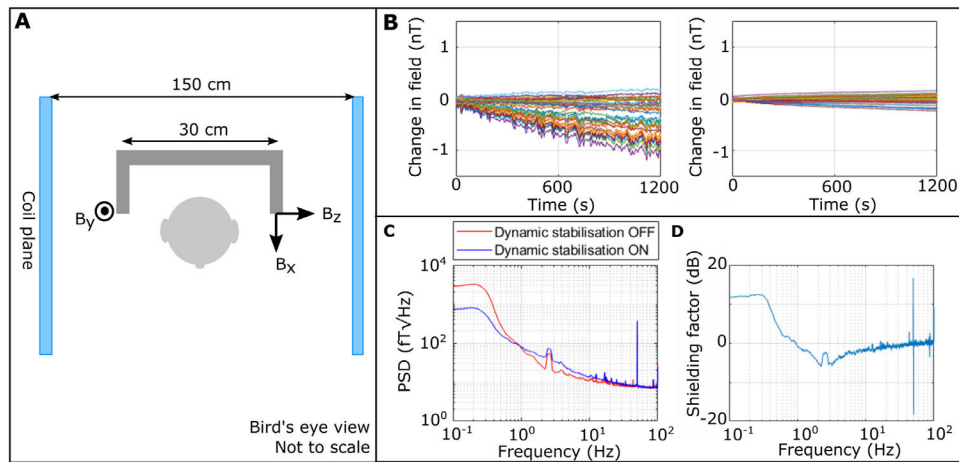 A
150 cm
30 cm
Coil plane
By
Bz
Bx
Bird's eye view
Not to scale
B
Change in field (nT)
1
0
-1
0 400 800 1200
Time (s)
Change in field (nT)
1
0
-1
0 400 800 1200
Time (s)
C
Dynamic stabilisation OFF
Dynamic stabilisation ON
PSD (fT√/Hz)
10^4
10^2
10^0
10^-1 10^0 10^1 10^2
Frequency (Hz)
D
Shielding factor (dB)
20
0
-20
10^-1 10^0 10^1 10^2
Frequency (Hz)